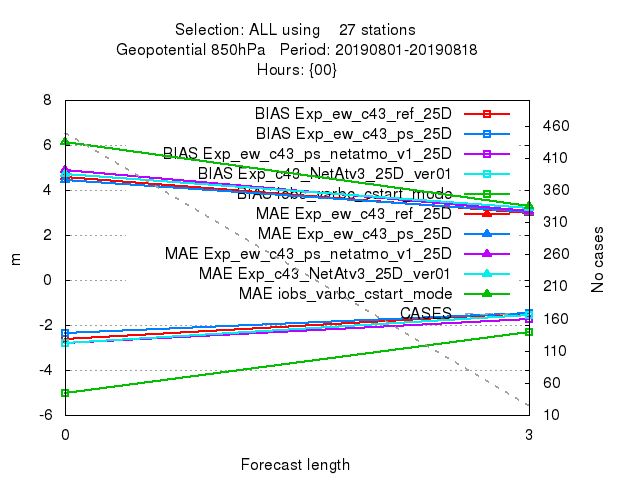 Selection: ALL using 27 stations
Geopotential 850hPa Period: 20190801-20190818
Hours: {00}
8
6
4
2
0
-2
-4
-6
m
BIAS Exp_ew_c43_ref_25D
BIAS Exp_ew_c43_ps_25D
BIAS Exp_ew_c43_ps_netatmo_v1_25D
BIAS Exp_c43_NetAtv3_25D_ver01
BIAS iobs_varbc_cstart_mode
MAE Exp_ew_c43_ref_25D
MAE Exp_ew_c43_ps_25D
MAE Exp_ew_c43_ps_netatmo_v1_25D
MAE Exp_c43_NetAtv3_25D_ver01
MAE iobs_varbc_cstart_mode
CASES
460
410
360
310
260
210
160
110
60
10
No cases
0
3
Forecast length